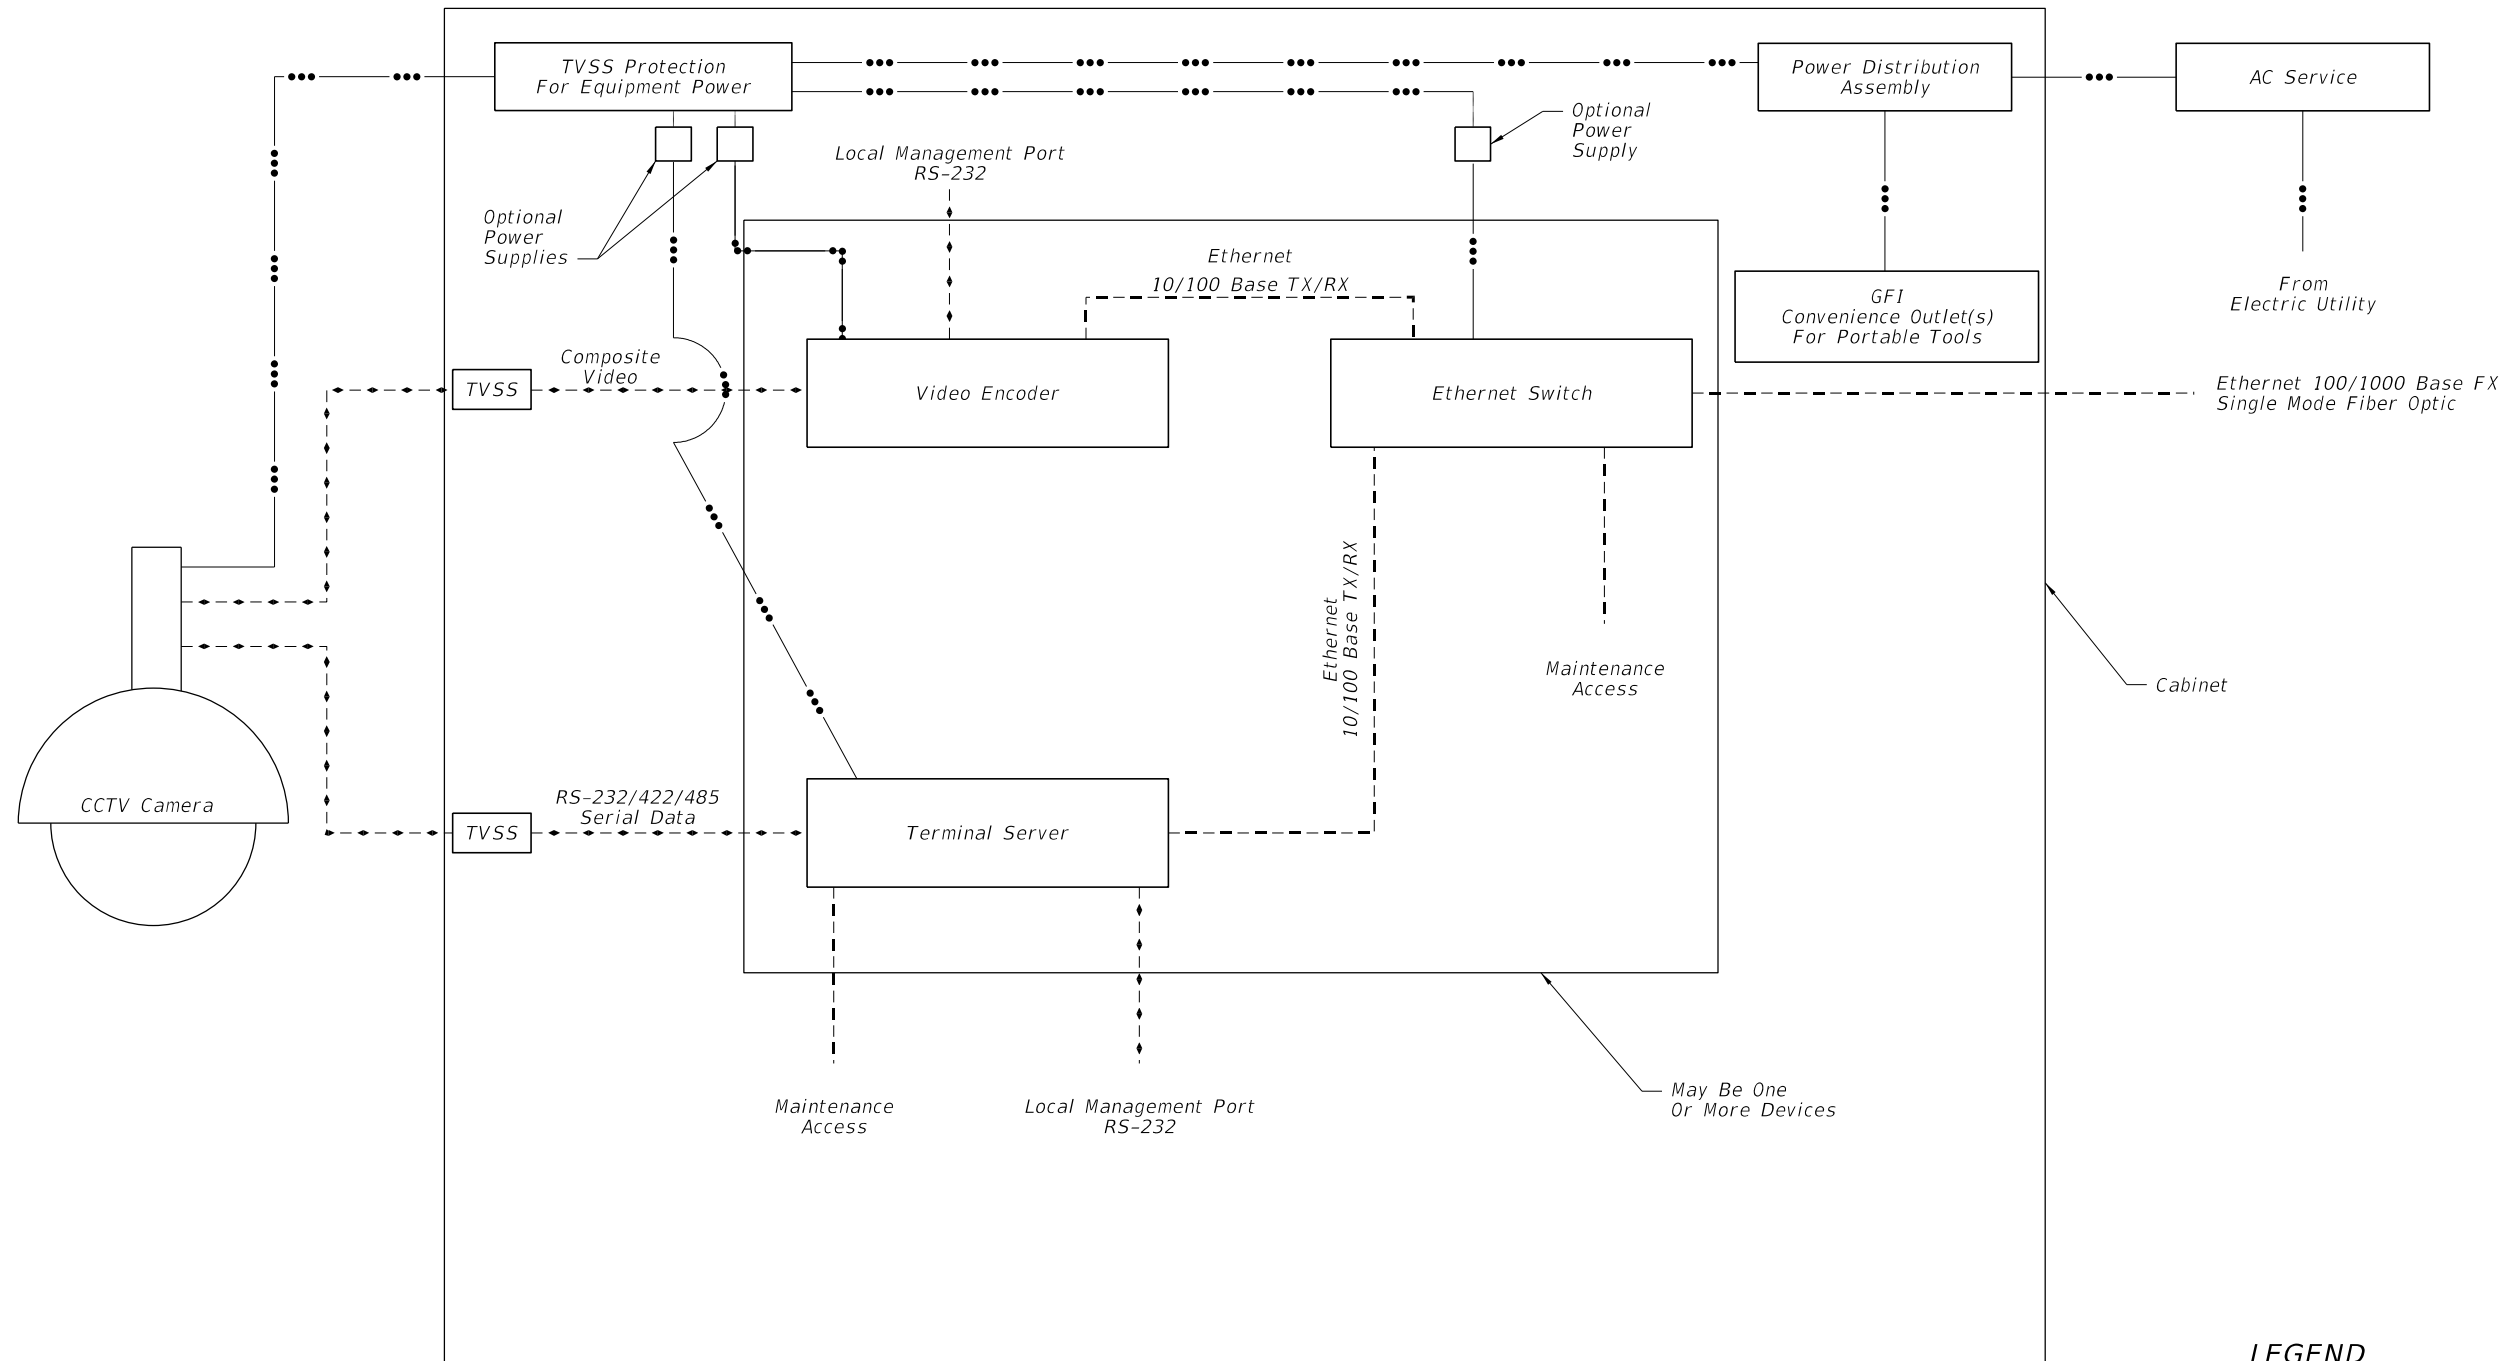 TVSS Protection
For Equipment Power
Power Distribution
Assembly
AC Service
Optional
Power
Supply
Local Management Port
RS-232
Optional
Power
Supplies
Ethernet
10/100 Base TX/RX
GFI
Convenience Outlet(s)
For Portable Tools
From
Electric Utility
Composite
Video
TVSS
Video Encoder
Ethernet Switch
Ethernet 100/1000 Base FX
Single Mode Fiber Optic
Ethernet
10/100 Base TX/RX
Maintenance
Access
Cabinet
CCTV Camera
RS-232/422/485
Serial Data
TVSS
Terminal Server
May Be One
Or More Devices
Maintenance
Access
Local Management Port
RS-232
LEGEND